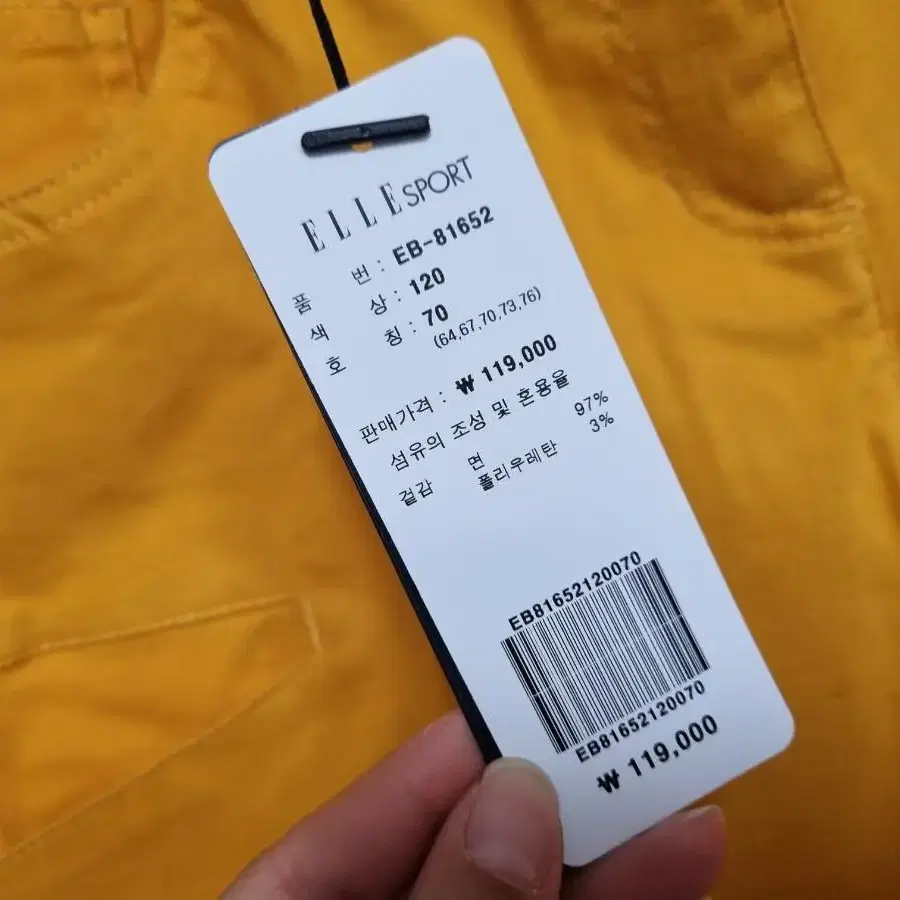 ELLE SPORT
품 번 : EB-81652
색 상 : 120
호 칭 : 70
(64,67,70,73,76)
판매가격 : ₩ 119,000
섬유의 조성 및 혼용율
겉감 면 97%
폴리우레탄 3%
EB81652120070
EB81652120070
₩ 119,000